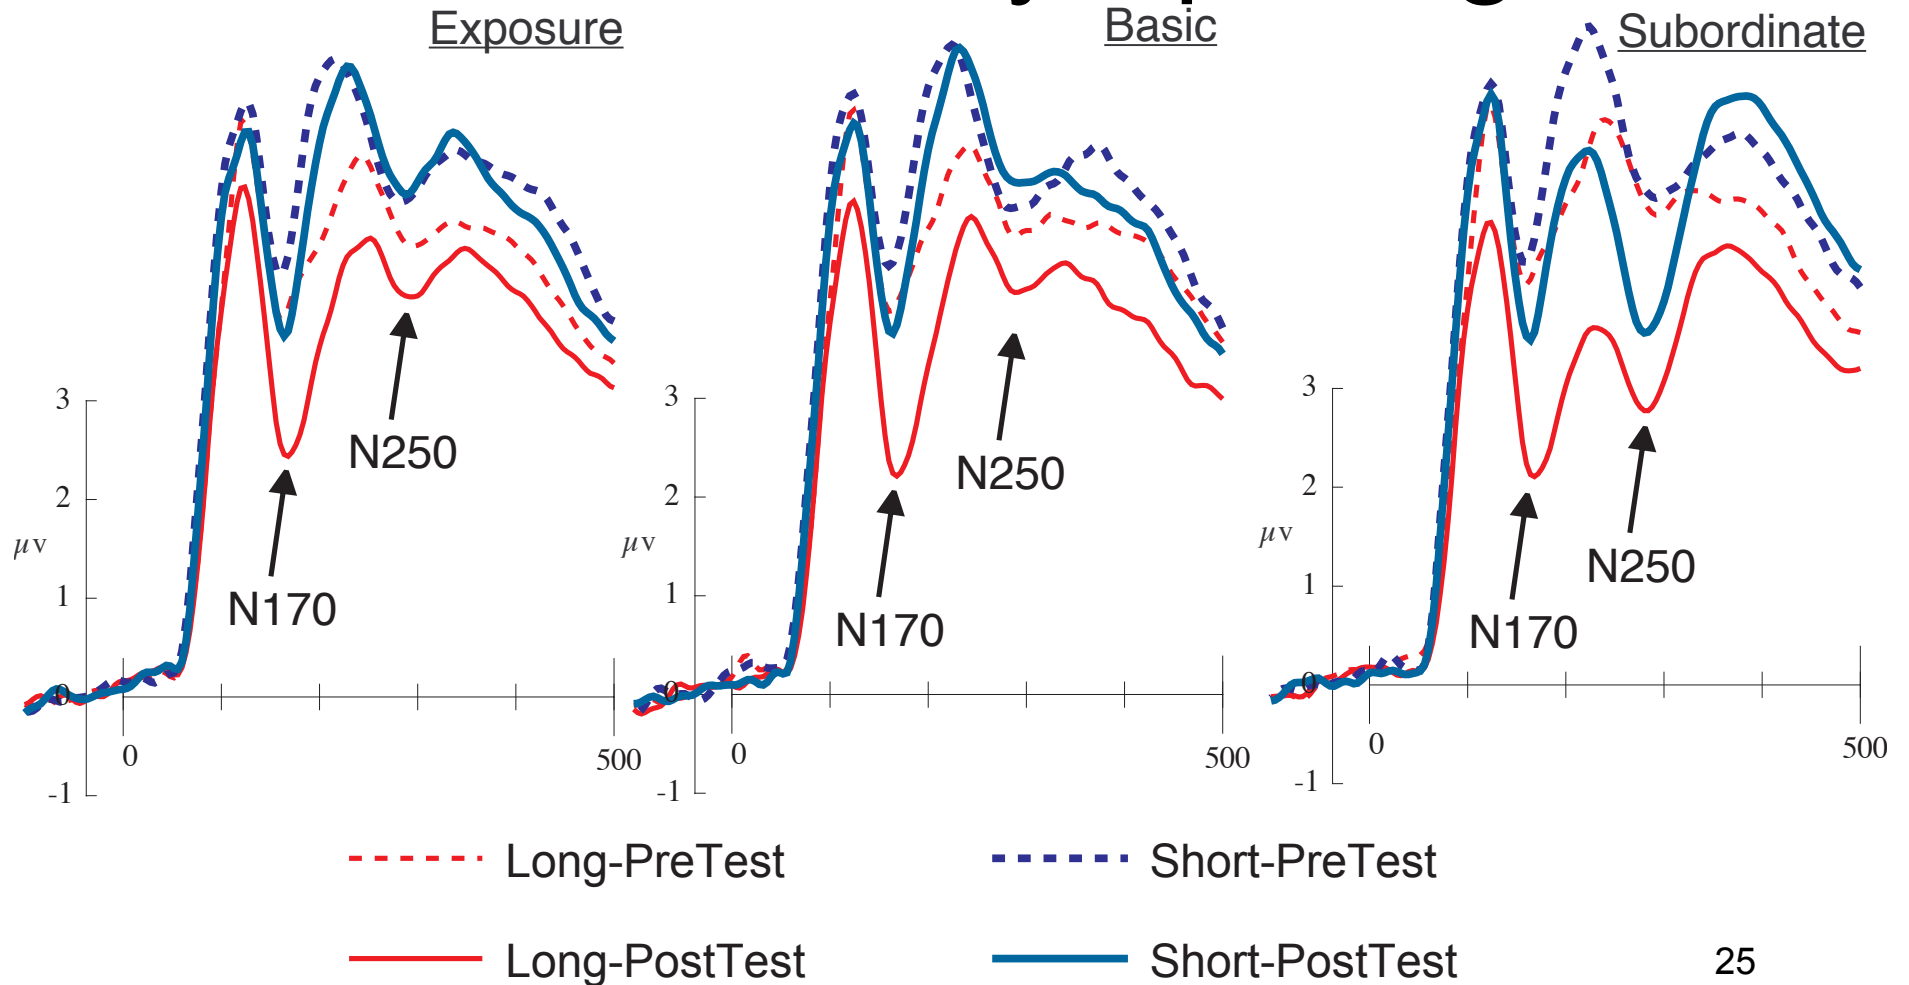 Exposure
Basic
Subordinate
3
2
μv
1
0
-1
0
500
N170
N250
3
2
μv
1
0
-1
0
500
N170
N250
3
2
μv
1
0
-1
0
500
N170
N250
Long-PreTest
Short-PreTest
Long-PostTest
Short-PostTest
25